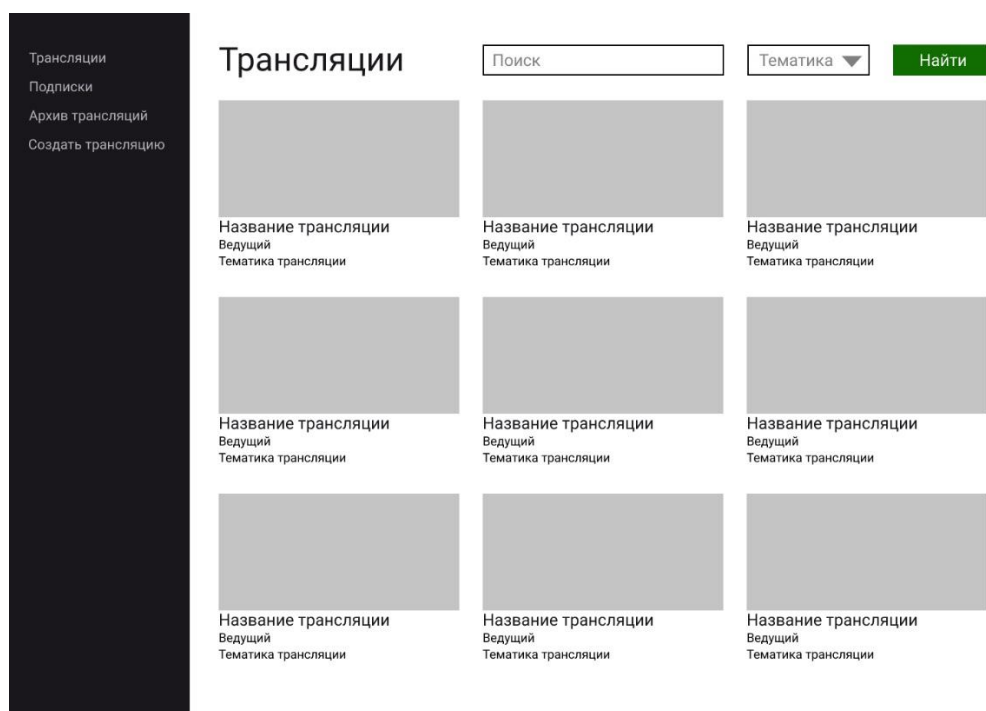 Трансляции
Подписки
Архив трансляций
Создать трансляцию
Трансляции
Поиск
Тематика
Найти
Название трансляции
Ведущий
Тематика трансляции
Название трансляции
Ведущий
Тематика трансляции
Название трансляции
Ведущий
Тематика трансляции
Название трансляции
Ведущий
Тематика трансляции
Название трансляции
Ведущий
Тематика трансляции
Название трансляции
Ведущий
Тематика трансляции
Название трансляции
Ведущий
Тематика трансляции
Название трансляции
Ведущий
Тематика трансляции
Название трансляции
Ведущий
Тематика трансляции